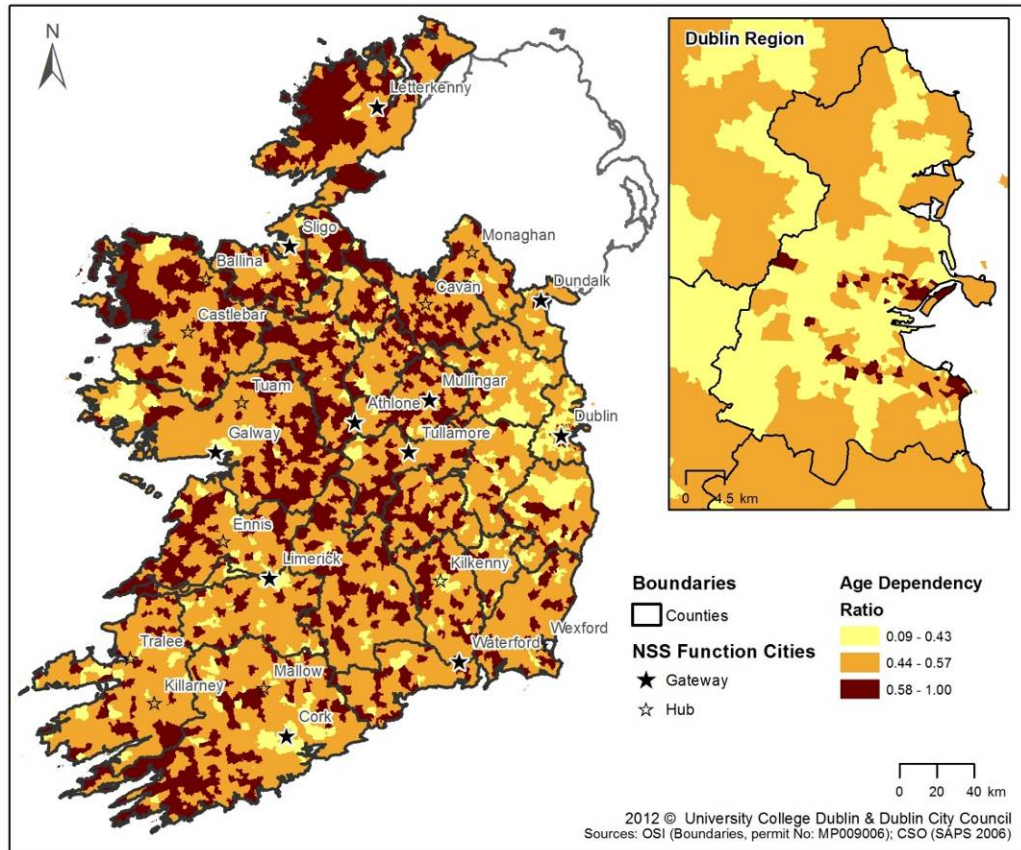 N
Dublin Region
Letterkenny
Sligo
Monaghan
Ballina
Cavan
Dundalk
Castlebar
Tuam
Mullingar
Athlone
Dublin
Galway
Tullamore
0 4.5 km
Ennis
Limerick
Kilkenny
Tralee
Waterford
Wexford
Killarney
Mallow
Cork
Boundaries
Counties
NSS Function Cities
Gateway
Hub
Age Dependency
Ratio
0.09 - 0.43
0.44 - 0.57
0.58 - 1.00
0 20 40 km
2012 © University College Dublin & Dublin City Council
Sources: OSI (Boundaries, permit No: MP009006); CSO (SAPS 2006)